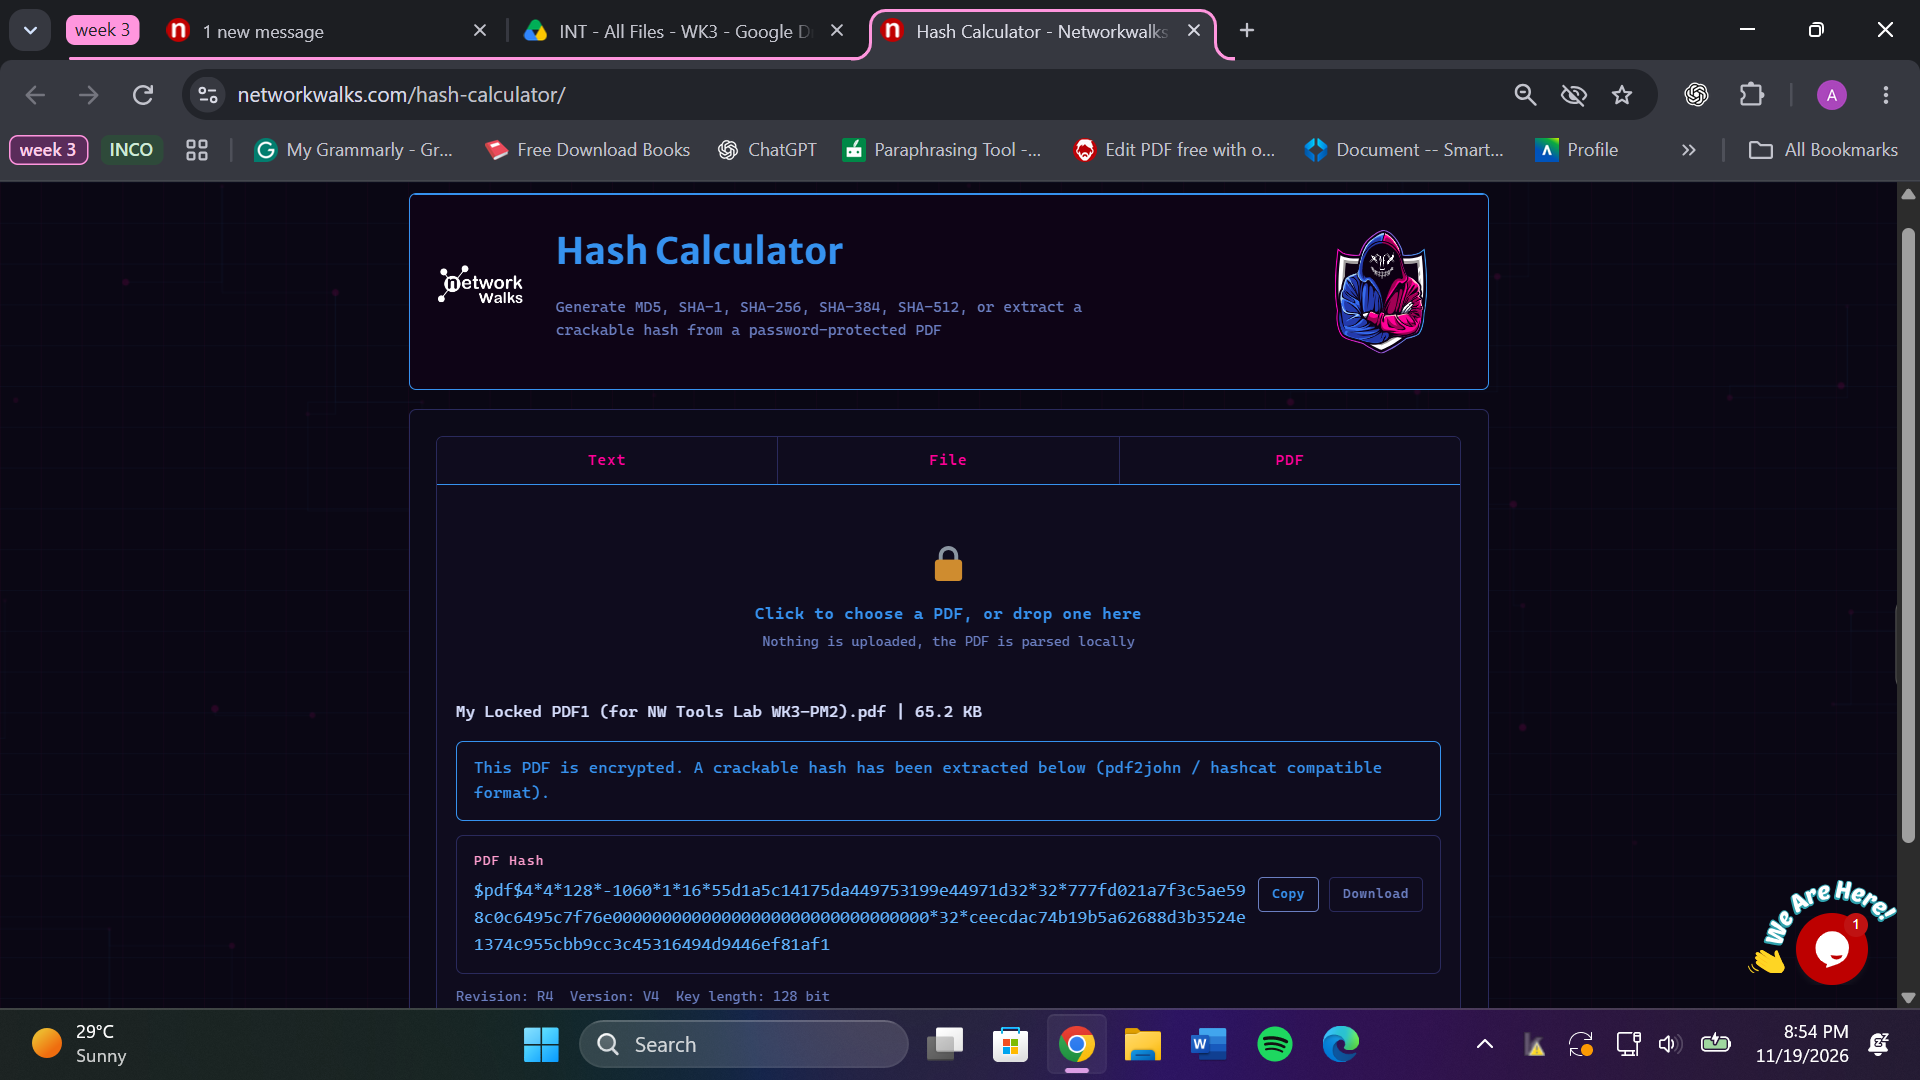 week 3
1 new message
INT - All Files - WK3 - Google D
Hash Calculator - Networkwalks
networkwalks.com/hash-calculator/
A
week 3
INCO
My Grammarly - Gr...
Free Download Books
ChatGPT
Paraphrasing Tool -...
Edit PDF free with o...
Document -- Smart...
Profile
All Bookmarks
network
Walks
Hash Calculator
Generate MD5, SHA-1, SHA-256, SHA-384, SHA-512, or extract a
crackable hash from a password-protected PDF
Text
File
PDF
Click to choose a PDF, or drop one here
Nothing is uploaded, the PDF is parsed locally
My Locked PDF1 (for NW Tools Lab WK3-PM2).pdf | 65.2 KB
This PDF is encrypted. A crackable hash has been extracted below (pdf2john / hashcat compatible
format).
PDF Hash
$pdf$4*4*128*-1060*1*16*55d1a5c14175da449753199e44971d32*32*777fd021a7f3c5ae59
8c0c6495c7f76e00000000000000000000000000000000*32*ceecdac74b19b5a62688d3b3524e
1374c955cbb9cc3c45316494d9446ef81af1
Copy
Download
Revision: R4 Version: V4 Key length: 128 bit
We Are Here!
1
29°C
Sunny
Search
8:54 PM
11/19/2026